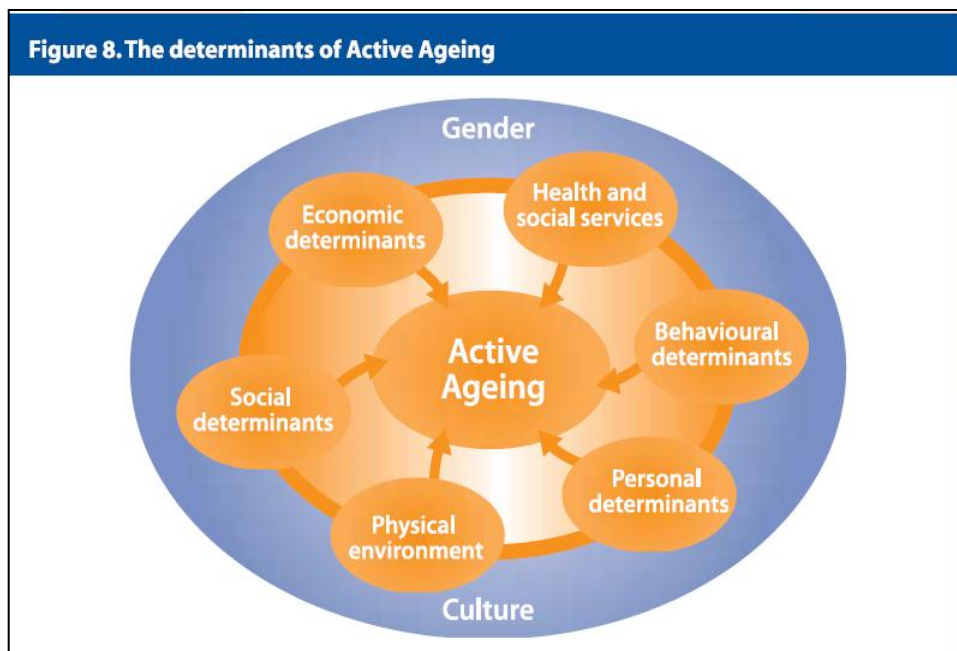 Figure 8. The determinants of Active Ageing
Gender
Economic
determinants
Health and
social services
Behavioural
determinants
Active
Ageing
Social
determinants
Personal
determinants
Physical
environment
Culture